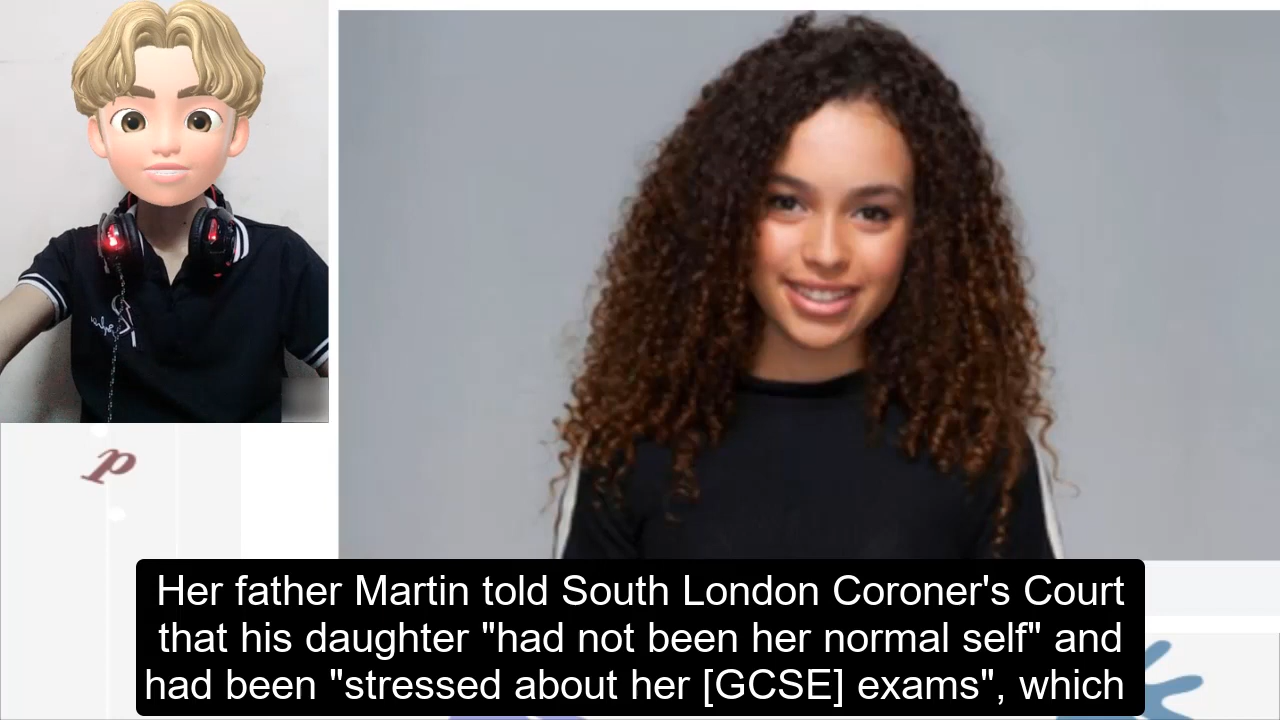 p
Her father Martin told South London Coroner's Court
that his daughter "had not been her normal self" and
had been "stressed about her [GCSE] exams", which